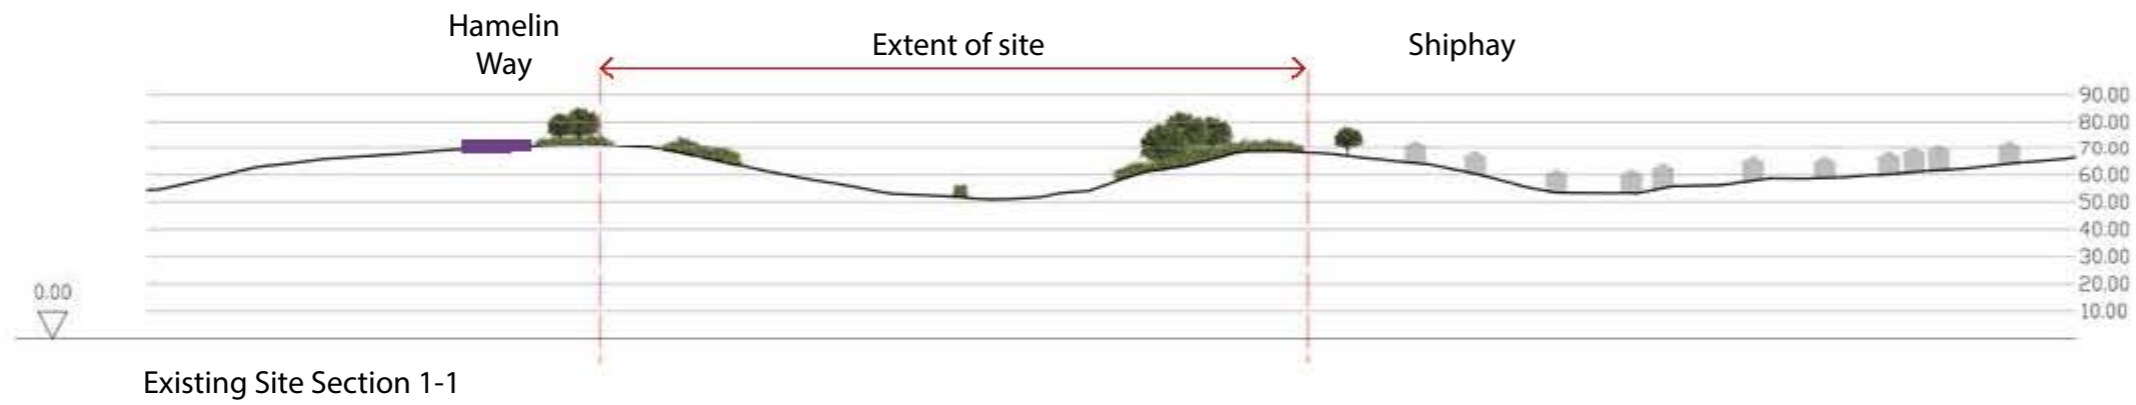 Hamelin
Way
Extent of site
Shiphay
90.00
80.00
70.00
60.00
50.00
40.00
30.00
20.00
10.00
0.00
Existing Site Section 1-1